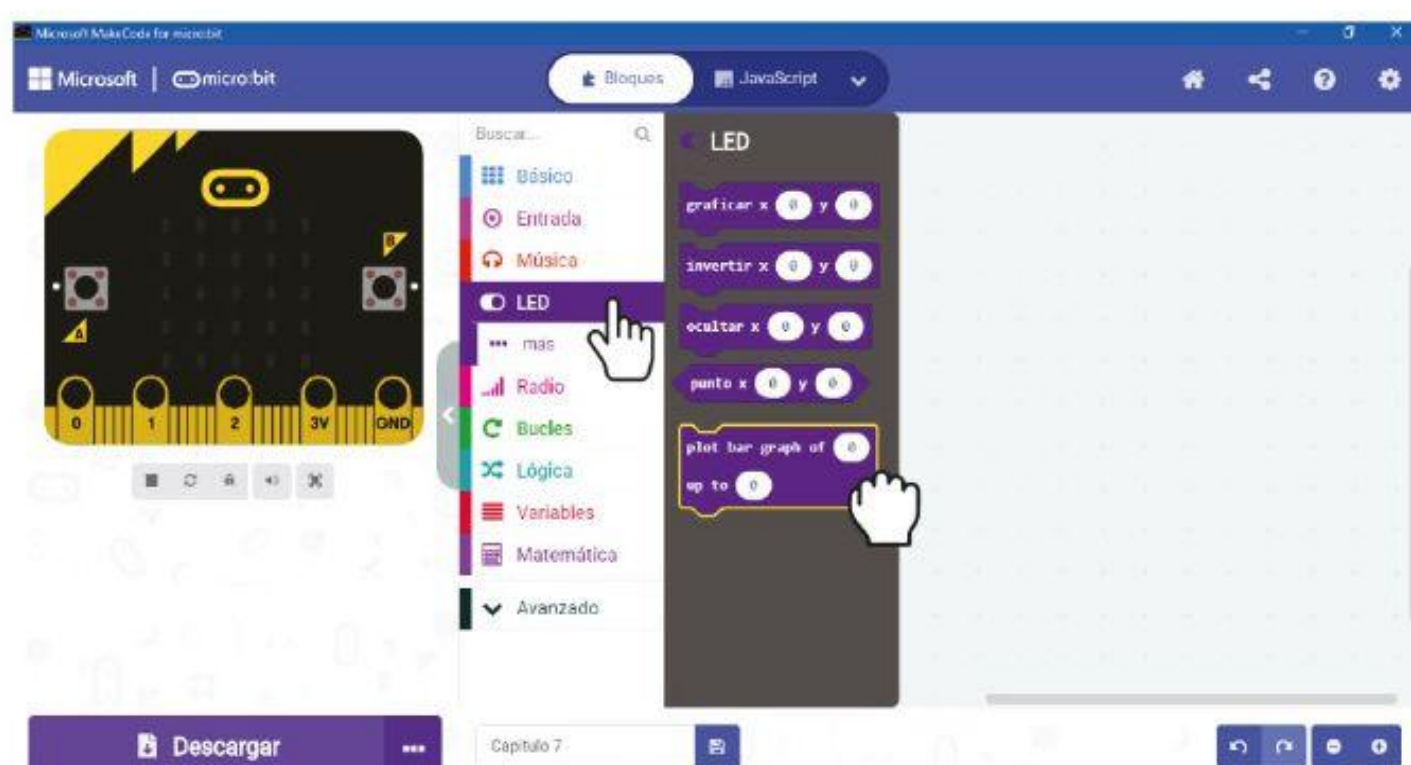 Microsoft MakeCode for micro:bit
Microsoft | micro:bit
Bloques
JavaScript
Buscar...
Básico
Entrada
Música
LED
mas
Radio
Bucles
Lógica
Variables
Matemática
Avanzado
LED
graficar x 0 y 0
invertir x 0 y 0
ocultar x 0 y 0
punto x 0 y 0
plot bar graph of 0
up to 0
B
A
0 1 2 3V GND
Descargar
Capitulo 7